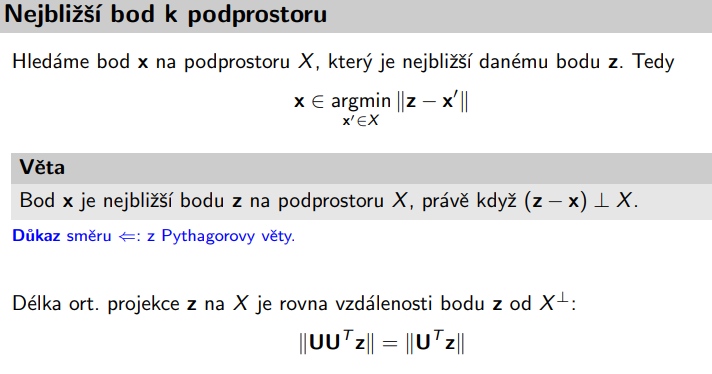 Nejbližší bod k podprostoru
Hledáme bod x na podprostoru X, který je nejbližší danému bodu z. Tedy
x ∈ argmin ‖z − x′‖
x′∈X
Věta
Bod x je nejbližší bodu z na podprostoru X, právě když (z − x) ⊥ X.
Důkaz směru ⇐: z Pythagorovy věty.
Délka ort. projekce z na X je rovna vzdálenosti bodu z od X⊥:
‖UUᵀz‖ = ‖Uᵀz‖